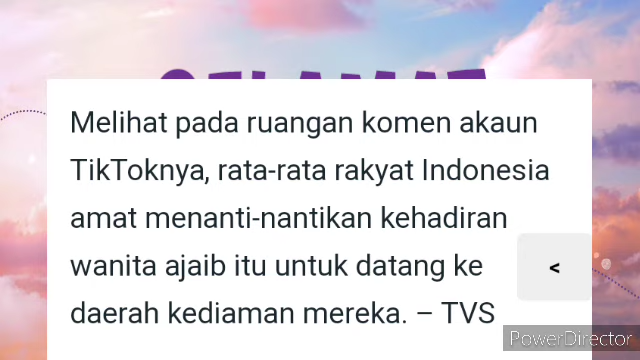 SELAMAT
Melihat pada ruangan komen akaun
TikToknya, rata-rata rakyat Indonesia
amat menanti-nantikan kehadiran
wanita ajaib itu untuk datang ke
daerah kediaman mereka. – TVS
<
PowerDirector